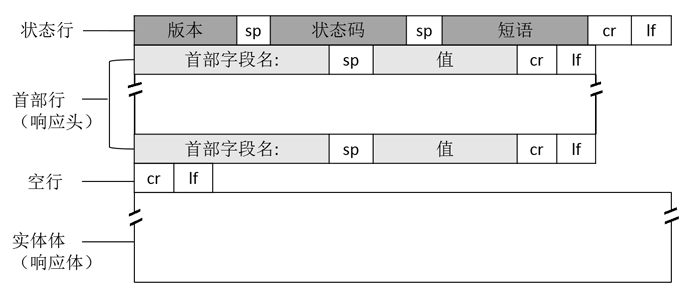 状态行 版本 sp 状态码 sp 短语 cr lf
首部字段名: sp 值 cr lf
首部行
（响应头）
首部字段名: sp 值 cr lf
空行 cr lf
实体体
（响应体）